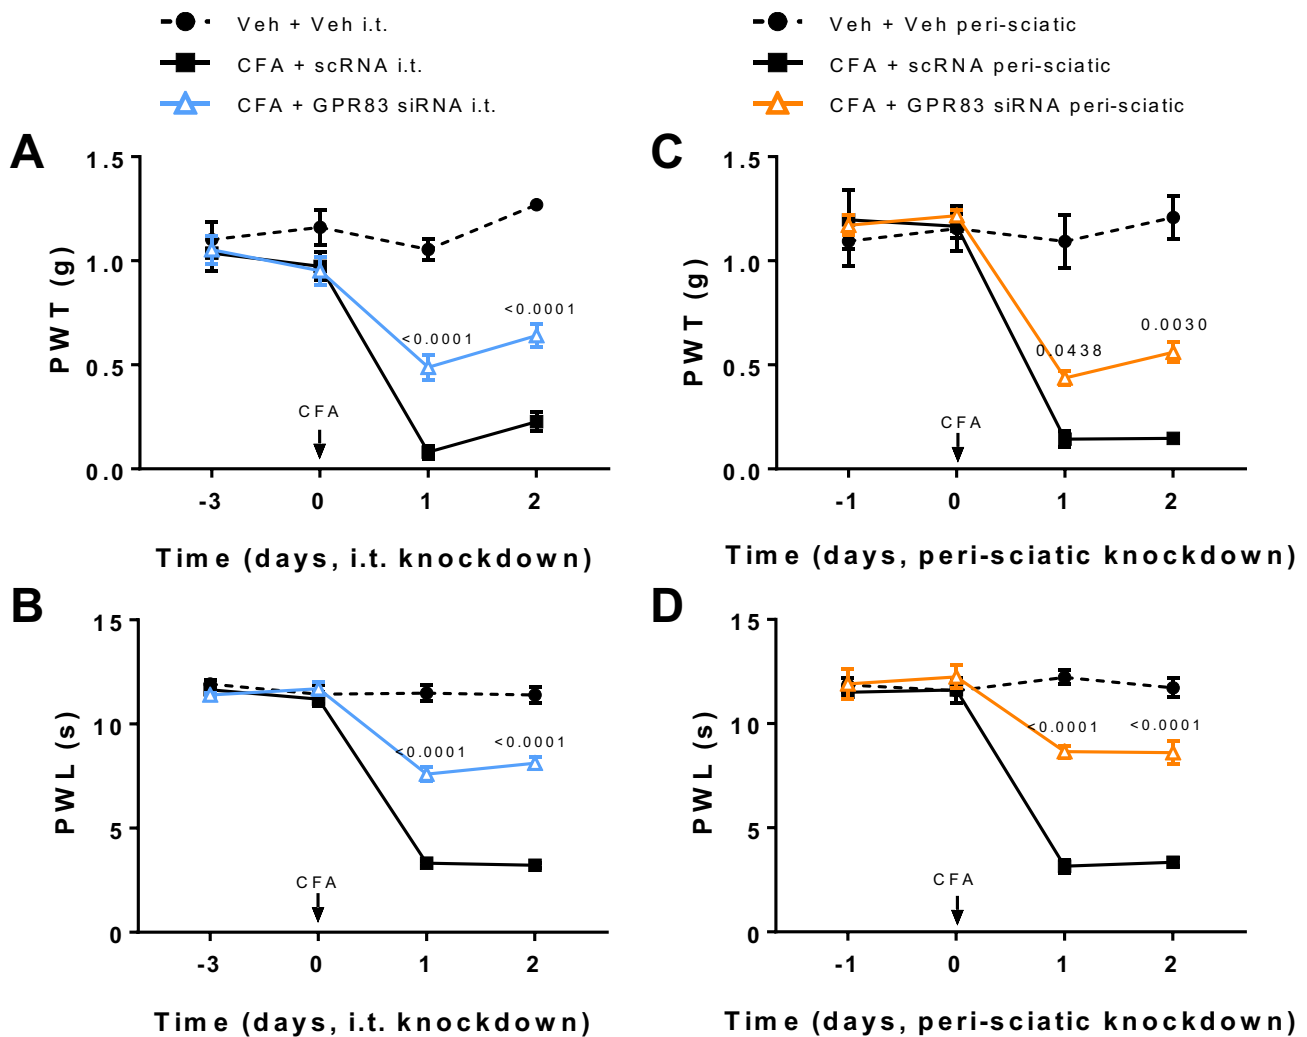 Veh + Veh i.t.
CFA + scRNA i.t.
CFA + GPR83 siRNA i.t.
Veh + Veh peri-sciatic
CFA + scRNA peri-sciatic
CFA + GPR83 siRNA peri-sciatic
A
PWT (g)
1.5
1.0
0.5
0.0
<0.0001
<0.0001
CFA
-3 0 1 2
Time (days, i.t. knockdown)
C
PWT (g)
1.5
1.0
0.5
0.0
0.0438
0.0030
CFA
-1 0 1 2
Time (days, peri-sciatic knockdown)
B
PWL (s)
15
10
5
0
<0.0001
<0.0001
CFA
-3 0 1 2
Time (days, i.t. knockdown)
D
PWL (s)
15
10
5
0
<0.0001
<0.0001
CFA
-1 0 1 2
Time (days, peri-sciatic knockdown)